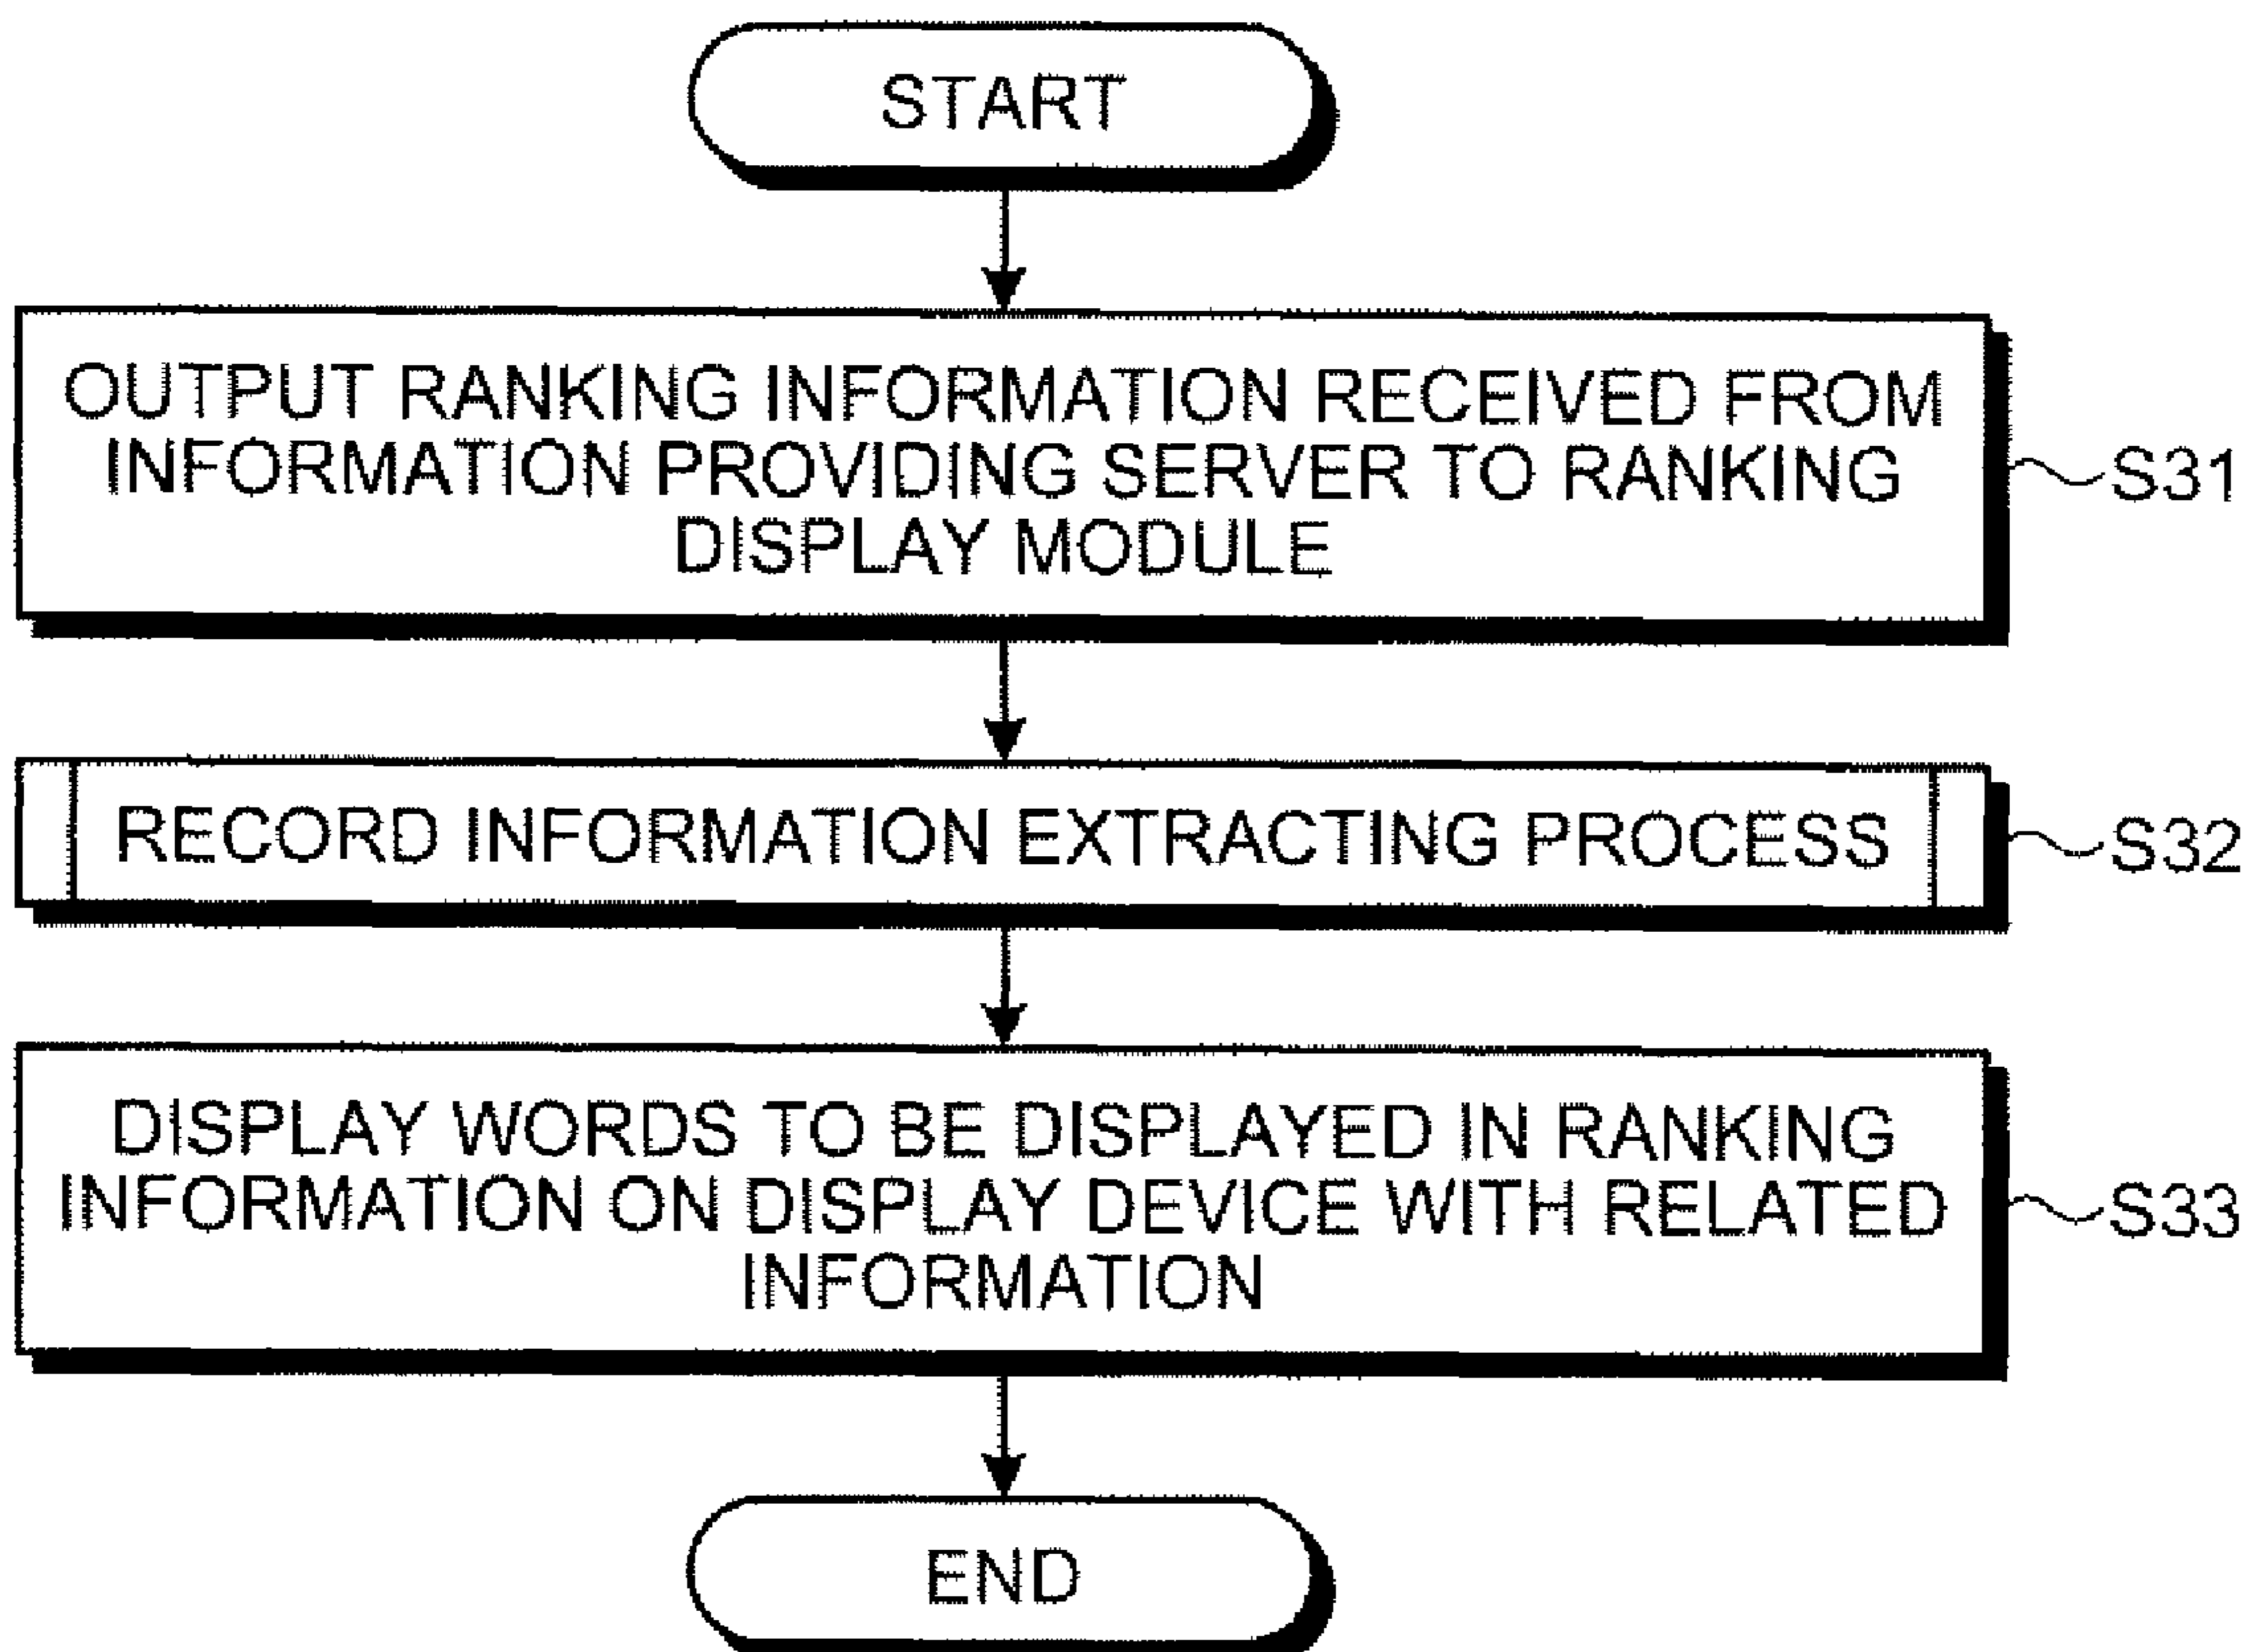 START
OUTPUT RANKING INFORMATION RECEIVED FROM
INFORMATION PROVIDING SERVER TO RANKING
DISPLAY MODULE
S31
RECORD INFORMATION EXTRACTING PROCESS
S32
DISPLAY WORDS TO BE DISPLAYED IN RANKING
INFORMATION ON DISPLAY DEVICE WITH RELATED
INFORMATION
S33
END